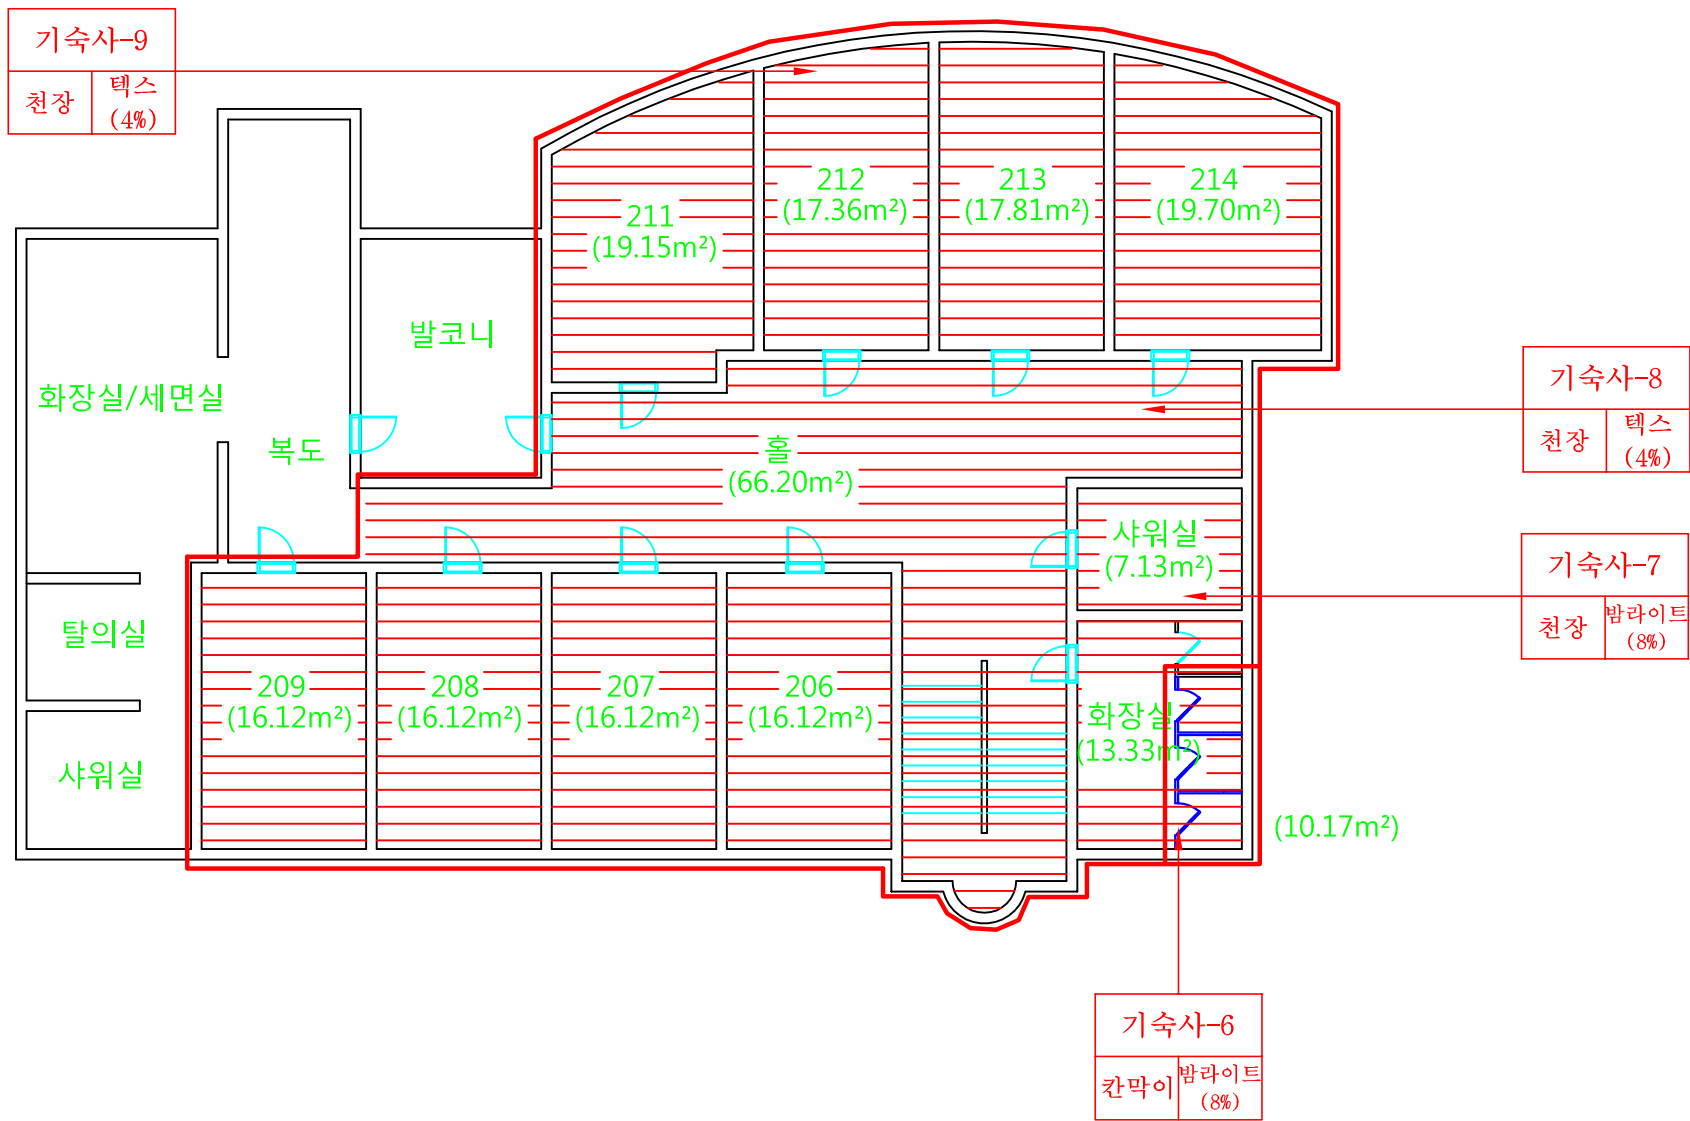 기숙사-9
천장
텍스
(4%)
212
(17.36m²)
213
(17.81m²)
214
(19.70m²)
211
(19.15m²)
발코니
화장실/세면실
복도
홀
(66.20m²)
기숙사-8
천장
텍스
(4%)
샤워실
(7.13m²)
기숙사-7
천장
밤라이트
(8%)
탈의실
209
(16.12m²)
208
(16.12m²)
207
(16.12m²)
206
(16.12m²)
화장실
(13.33m²)
샤워실
(10.17m²)
기숙사-6
칸막이
밤라이트
(8%)